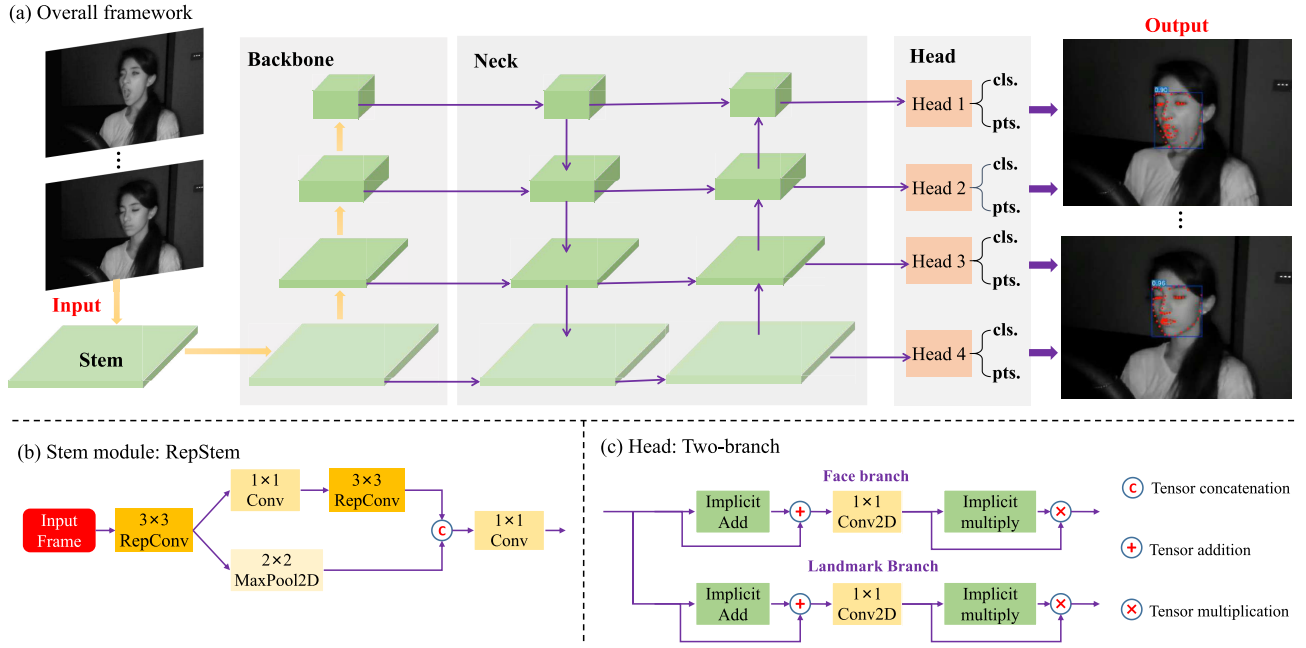 (a) Overall framework
Backbone
Neck
Head
Output
Head 1
cls.
pts.
0.90
Head 2
cls.
pts.
Head 3
cls.
pts.
Input
Stem
Head 4
cls.
pts.
(b) Stem module: RepStem
Input
Frame
3×3
RepConv
1×1
Conv
3×3
RepConv
2×2
MaxPool2D
C
1×1
Conv
(c) Head: Two-branch
Face branch
Implicit
Add
+
1×1
Conv2D
Implicit
multiply
×
Landmark Branch
Implicit
Add
+
1×1
Conv2D
Implicit
multiply
×
C Tensor concatenation
+ Tensor addition
× Tensor multiplication